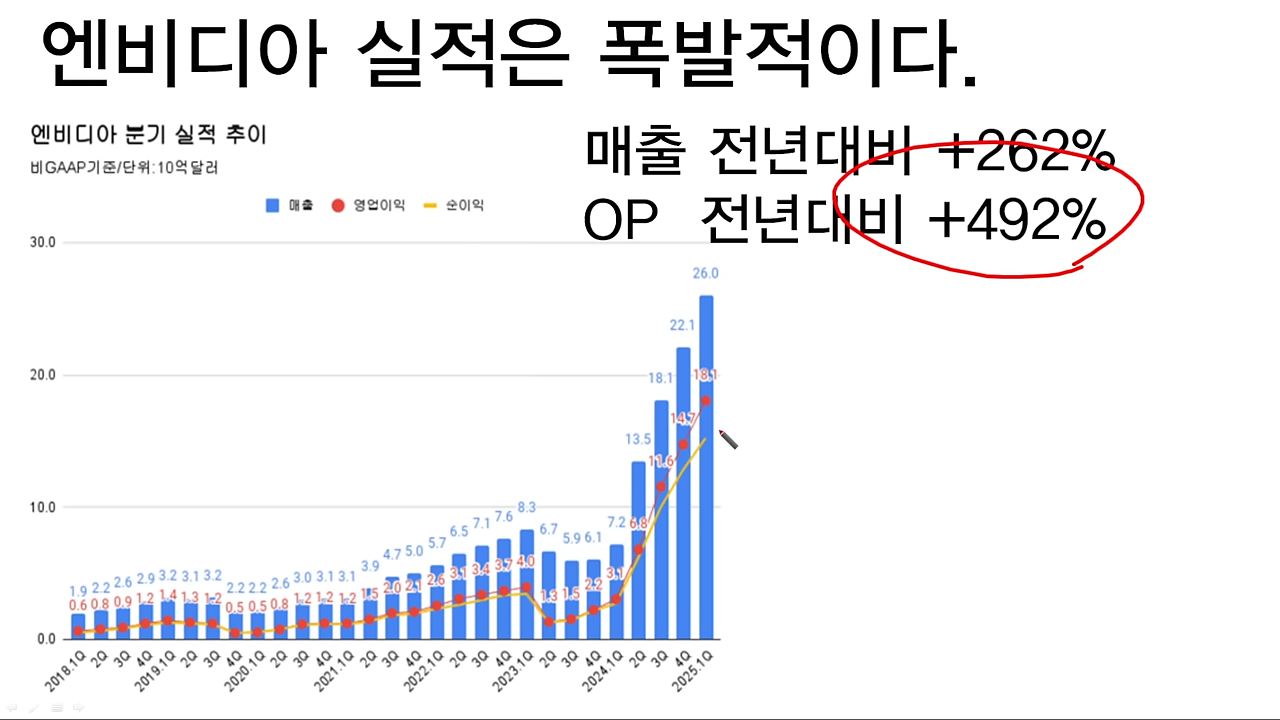 엔비디아 실적은 폭발적이다.
엔비디아 분기 실적 추이
비GAAP기준/단위:10억달러
매출 전년대비 +262%
OP 전년대비 +492%
매출 영업이익 순이익
30.0
20.0
10.0
0.0
1.9 2.2 2.6 2.9 3.2 3.1 3.2 2.2 2.2 2.6 3.0 3.1 3.1 3.9 4.7 5.0 5.7 6.5 7.1 7.6 8.3 6.7 5.9 6.1 7.2 13.5 18.1 22.1 26.0
0.6 0.8 0.9 1.2 1.4 1.3 1.2 0.5 0.5 0.8 1.2 1.2 1.2 1.5 2.0 2.1 2.6 3.1 3.4 3.7 4.0 1.3 1.5 2.2 3.1 6.8 11.6 14.7 18.1
2018.1Q 2Q 3Q 4Q 2019.1Q 2Q 3Q 4Q 2020.1Q 2Q 3Q 4Q 2021.1Q 2Q 3Q 4Q 2022.1Q 2Q 3Q 4Q 2023.1Q 2Q 3Q 4Q 2024.1Q 2Q 3Q 4Q 2025.1Q